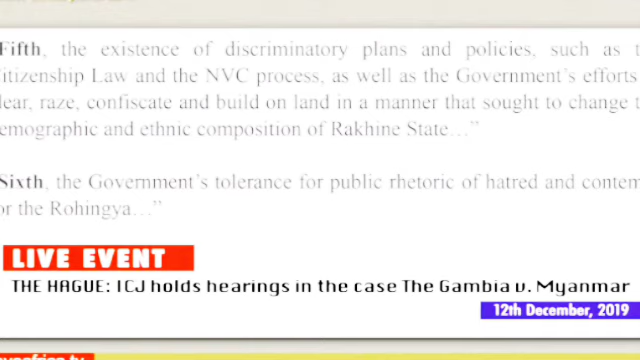 Fifth, the existence of discriminatory plans and policies, such as t
Citizenship Law and the NVC process, as well as the Government's efforts
lear, raze, confiscate and build on land in a manner that sought to change t
emographic and ethnic composition of Rakhine State..."
Sixth, the Government's tolerance for public rhetoric of hatred and contem
or the Rohingya..."
LIVE EVENT
THE HAGUE: ICJ holds hearings in the case The Gambia v. Myanmar
12th December, 2019